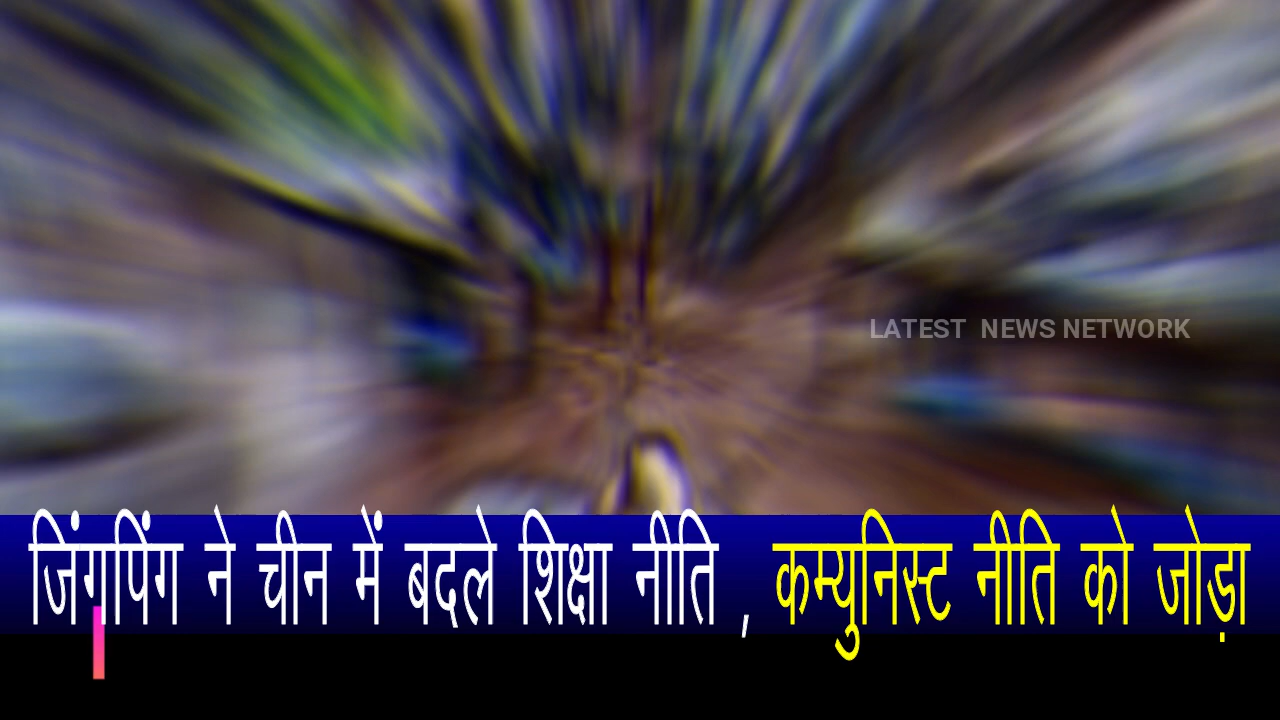 LATEST NEWS NETWORK
जिंगपिंग ने चीन में बदले शिक्षा नीति , कम्युनिस्ट नीति को जोड़ा